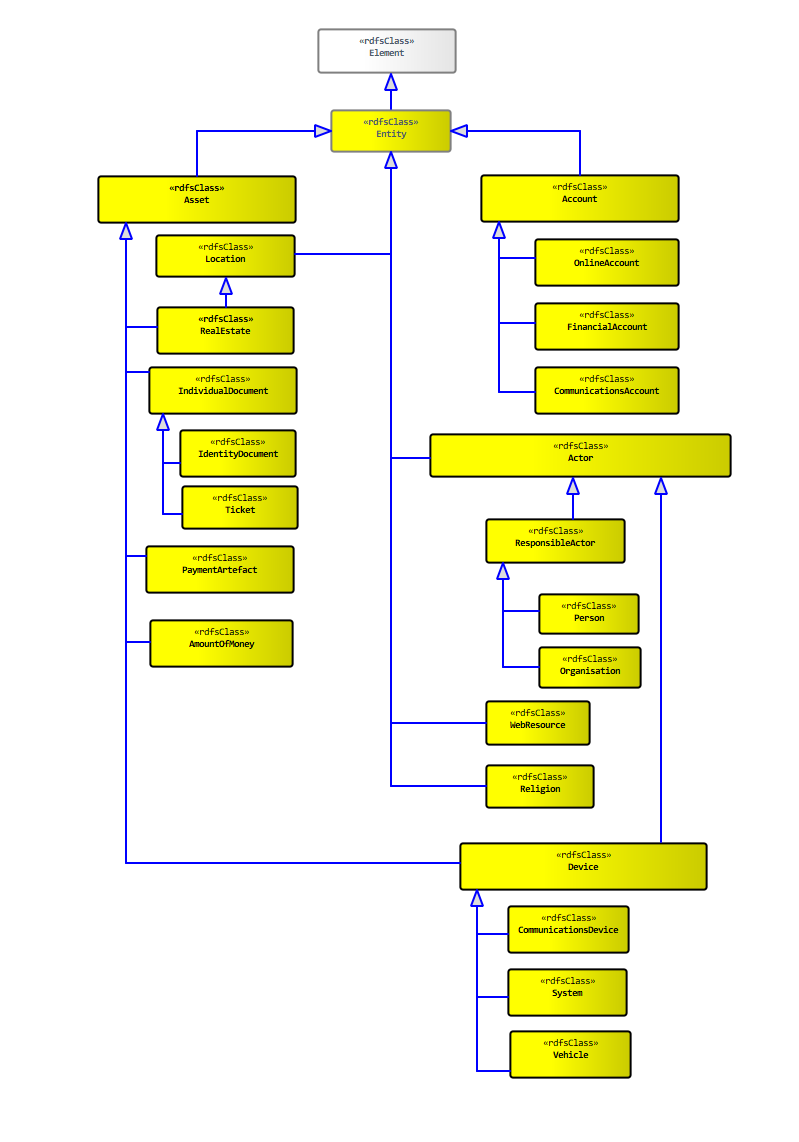 «rdfsClass»
Element
«rdfsClass»
Entity
«rdfsClass»
Asset
«rdfsClass»
Account
«rdfsClass»
Location
«rdfsClass»
OnlineAccount
«rdfsClass»
RealEstate
«rdfsClass»
FinancialAccount
«rdfsClass»
IndividualDocument
«rdfsClass»
CommunicationsAccount
«rdfsClass»
IdentityDocument
«rdfsClass»
Actor
«rdfsClass»
Ticket
«rdfsClass»
ResponsibleActor
«rdfsClass»
PaymentArtefact
«rdfsClass»
Person
«rdfsClass»
AmountOfMoney
«rdfsClass»
Organisation
«rdfsClass»
WebResource
«rdfsClass»
Religion
«rdfsClass»
Device
«rdfsClass»
CommunicationsDevice
«rdfsClass»
System
«rdfsClass»
Vehicle